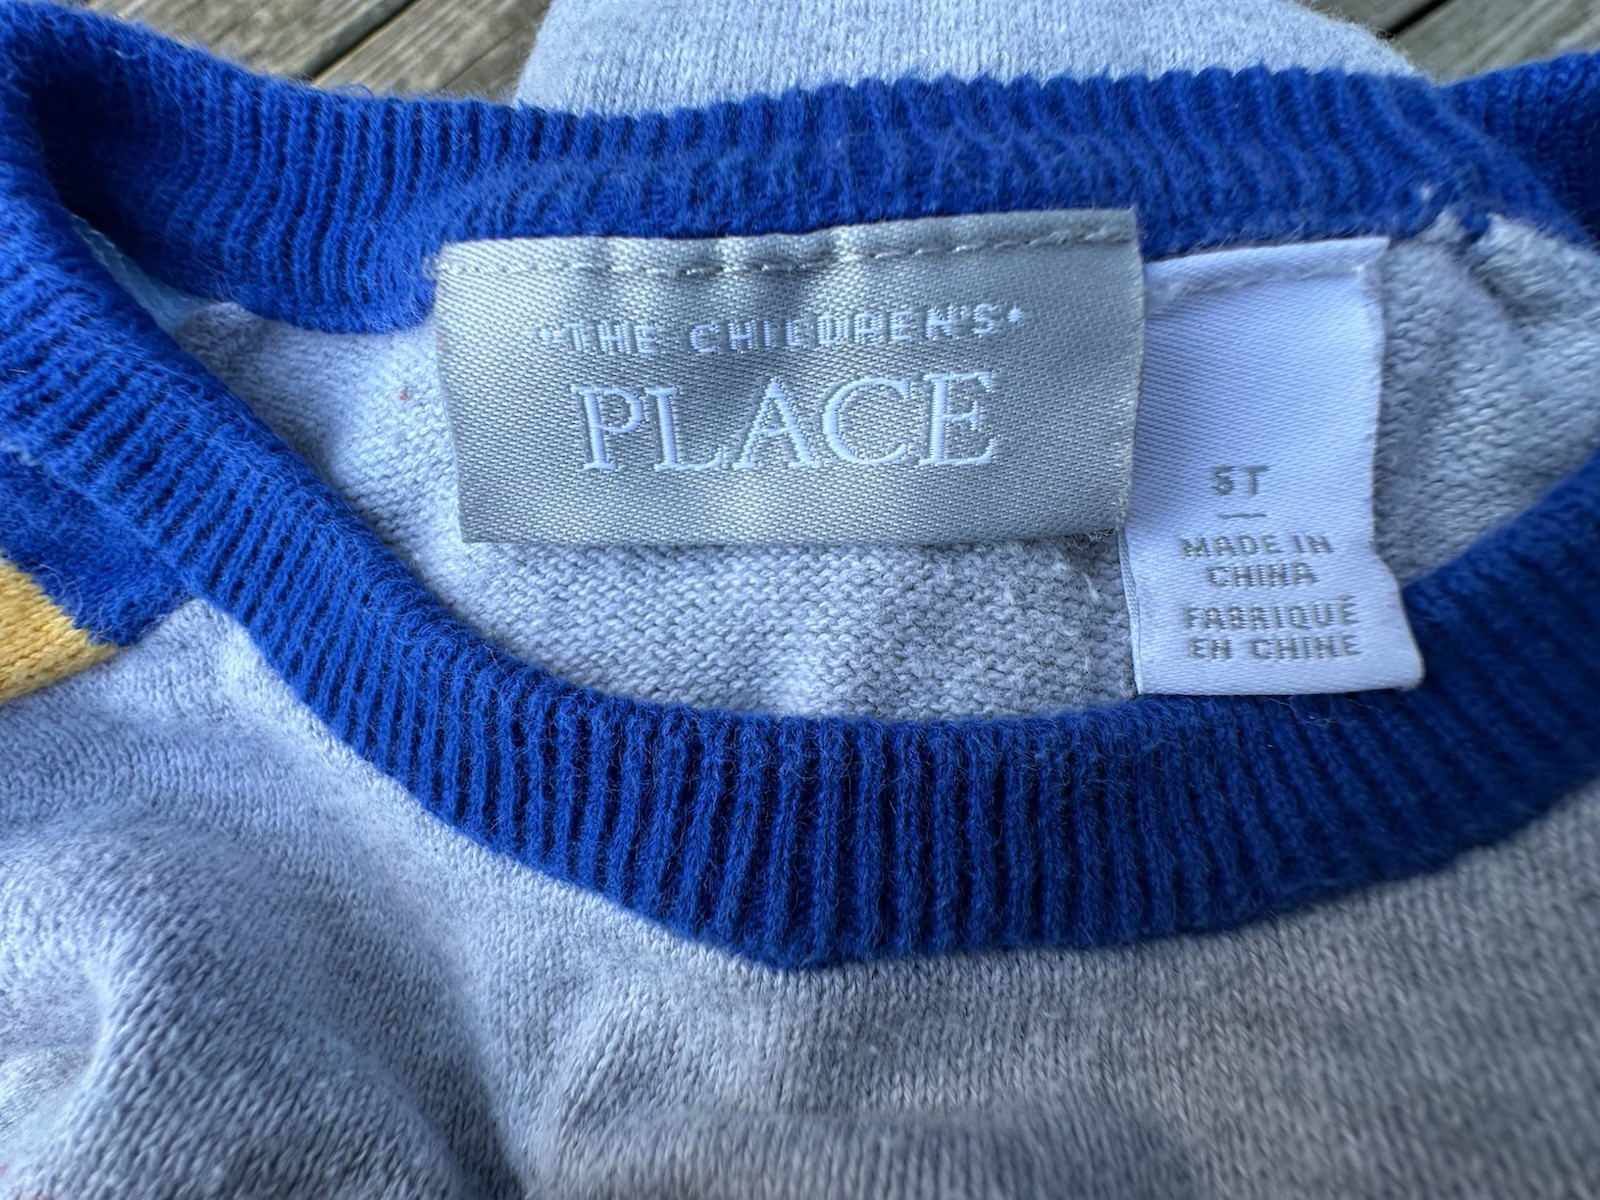 "THE CHILDREN'S"
PLACE
5T
MADE IN
CHINA
FABRIQUÉ
EN CHINE